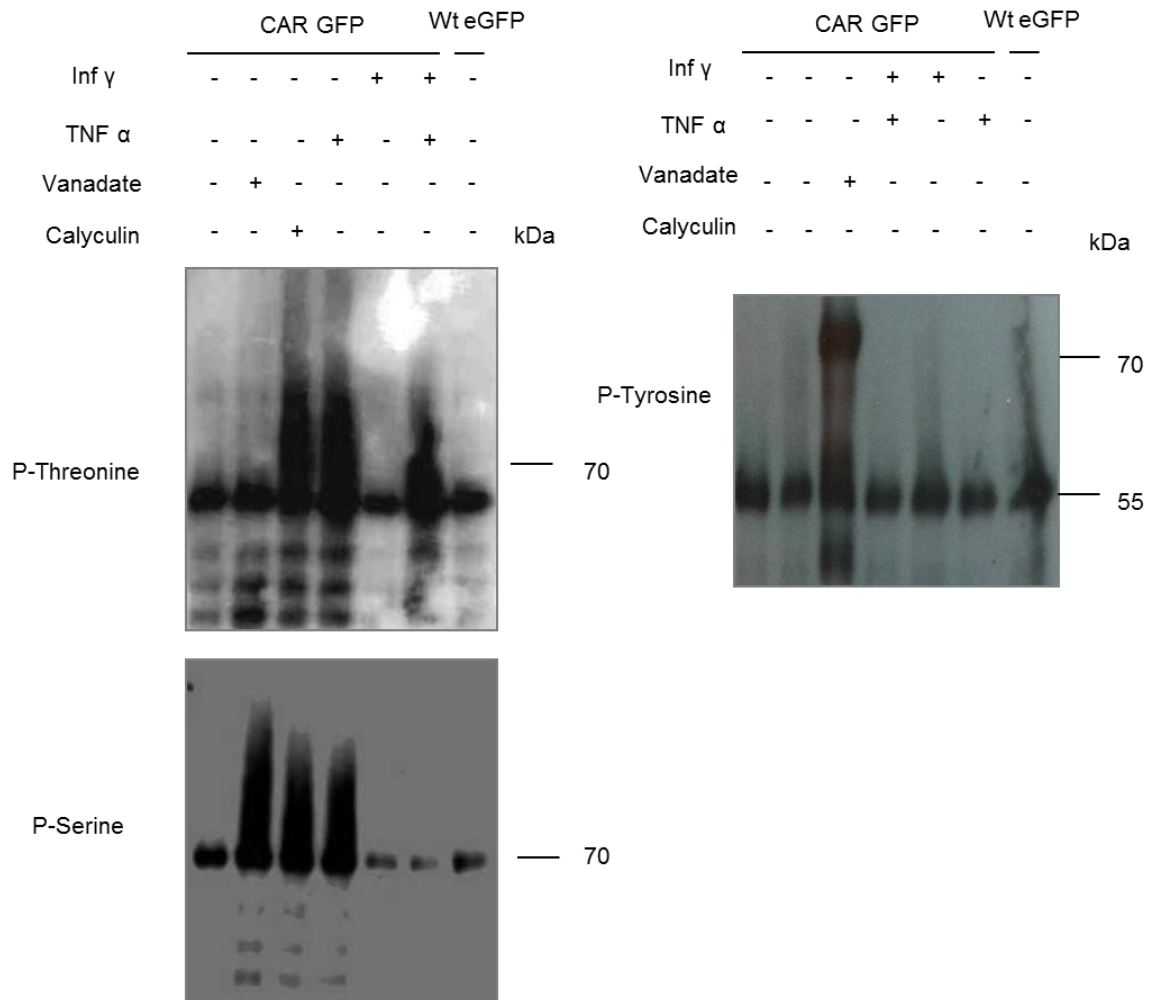 CAR GFP Wt eGFP
Inf γ - - - - + + -
TNF α - - - + - + -
Vanadate - + - - - - -
Calyculin - - + - - - - kDa
P-Threonine 70
P-Serine 70
CAR GFP Wt eGFP
Inf γ - - - + + - -
TNF α - - - + - + -
Vanadate - - + - - - -
Calyculin - - - - - - - kDa
P-Tyrosine 70
55